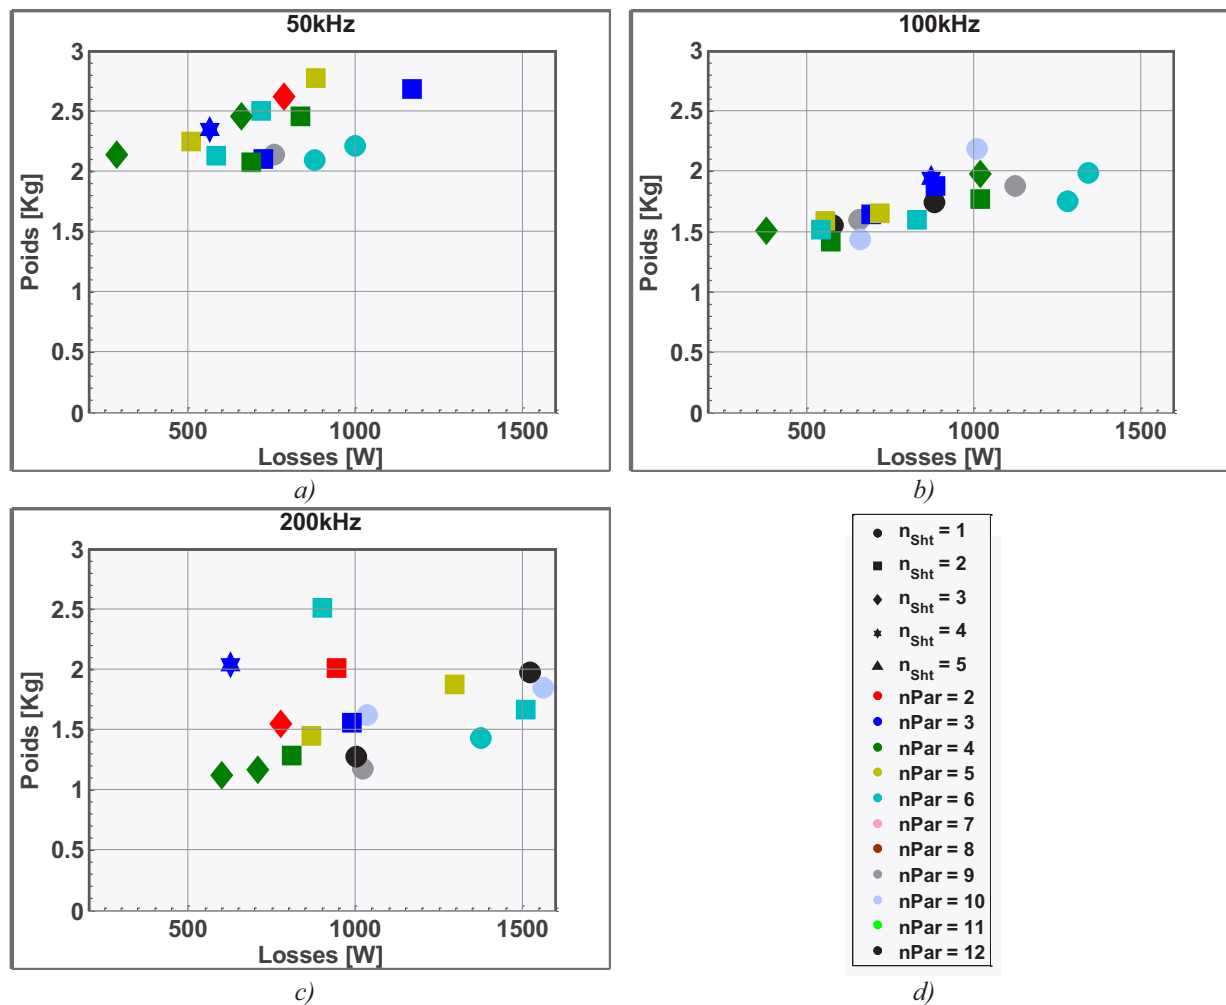 50kHz
3
2.5
2
1.5
1
0.5
0
Poids [Kg]
500 1000 1500
Losses [W]
a)
100kHz
3
2.5
2
1.5
1
0.5
0
Poids [Kg]
500 1000 1500
Losses [W]
b)
200kHz
3
2.5
2
1.5
1
0.5
0
Poids [Kg]
500 1000 1500
Losses [W]
c)
nSht = 1
nSht = 2
nSht = 3
nSht = 4
nSht = 5
nPar = 2
nPar = 3
nPar = 4
nPar = 5
nPar = 6
nPar = 7
nPar = 8
nPar = 9
nPar = 10
nPar = 11
nPar = 12
d)